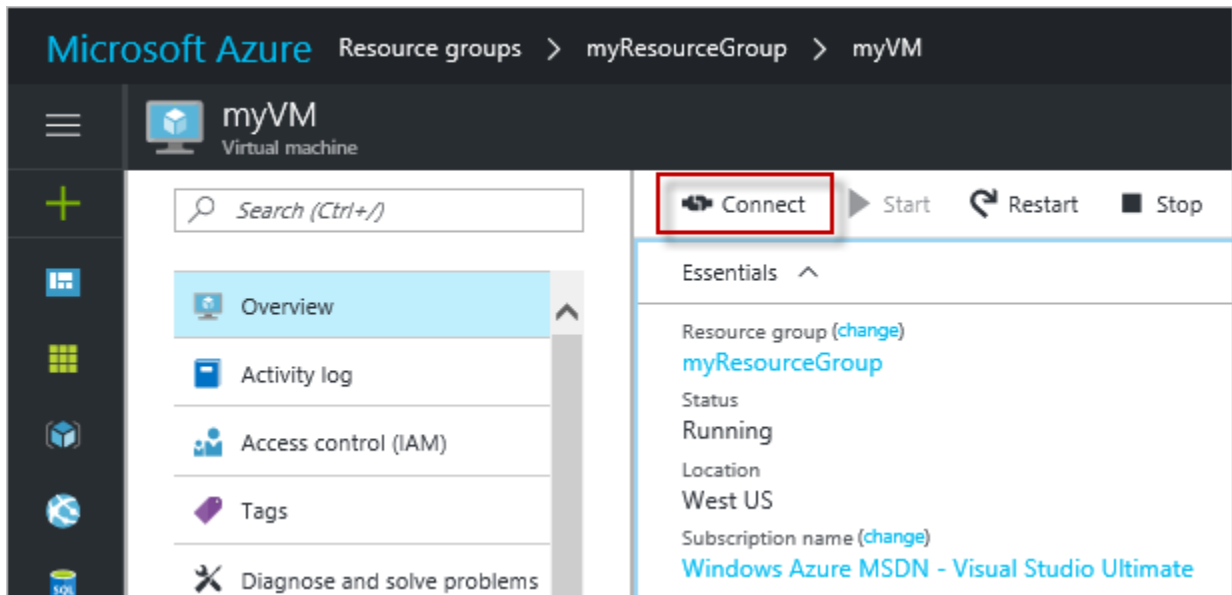 Microsoft Azure Resource groups > myResourceGroup > myVM
myVM
Virtual machine
Search (Ctrl+/)
Overview
Activity log
Access control (IAM)
Tags
Diagnose and solve problems
Connect Start Restart Stop
Essentials
Resource group (change)
myResourceGroup
Status
Running
Location
West US
Subscription name (change)
Windows Azure MSDN - Visual Studio Ultimate
SQL